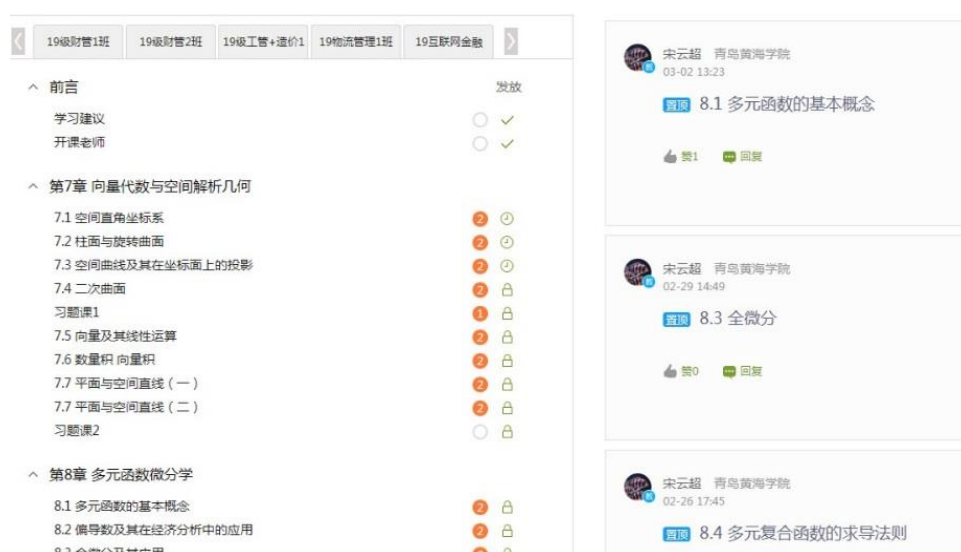 19级财管1班 19级财管2班 19级工管+造价1 19物流管理1班 19互联网金融
前言 发放
学习建议
开课老师
第7章 向量代数与空间解析几何
7.1 空间直角坐标系 2
7.2 柱面与旋转曲面 2
7.3 空间曲线及其在坐标面上的投影 2
7.4 二次曲面 2
习题课1 1
7.5 向量及其线性运算 2
7.6 数量积 向量积 2
7.7 平面与空间直线（一） 2
7.7 平面与空间直线（二） 2
习题课2
第8章 多元函数微分学
8.1 多元函数的基本概念 2
8.2 偏导数及其在经济分析中的应用 2
8.3 全微分及其应用 2
宋云超 青岛黄海学院
03-02 13:23
置顶 8.1 多元函数的基本概念
赞1 回复
宋云超 青岛黄海学院
02-29 14:49
置顶 8.3 全微分
赞0 回复
宋云超 青岛黄海学院
02-26 17:45
置顶 8.4 多元复合函数的求导法则